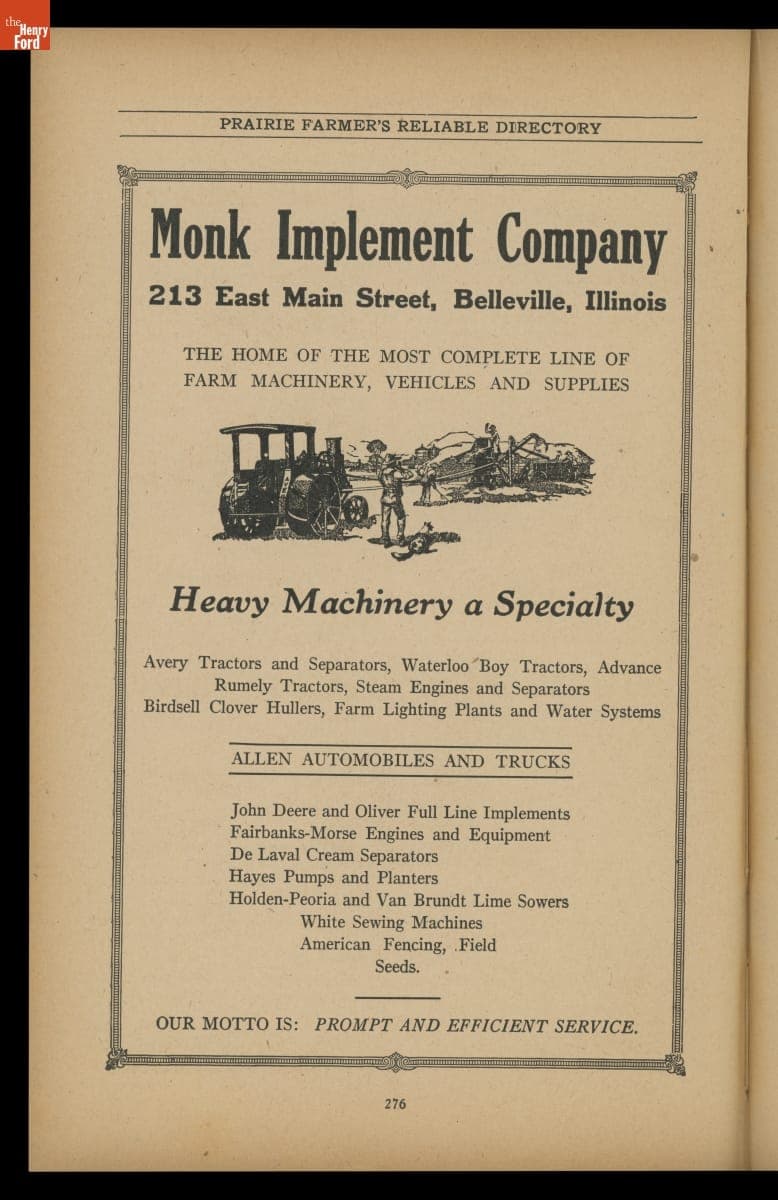 the
Henry
Ford
PRAIRIE FARMER'S RELIABLE DIRECTORY
Monk Implement Company
213 East Main Street, Belleville, Illinois
THE HOME OF THE MOST COMPLETE LINE OF
FARM MACHINERY, VEHICLES AND SUPPLIES
Heavy Machinery a Specialty
Avery Tractors and Separators, Waterloo Boy Tractors, Advance
Rumely Tractors, Steam Engines and Separators
Birdsell Clover Hullers, Farm Lighting Plants and Water Systems
ALLEN AUTOMOBILES AND TRUCKS
John Deere and Oliver Full Line Implements
Fairbanks-Morse Engines and Equipment
De Laval Cream Separators
Hayes Pumps and Planters
Holden-Peoria and Van Brundt Lime Sowers
White Sewing Machines
American Fencing, Field
Seeds.
OUR MOTTO IS: PROMPT AND EFFICIENT SERVICE.
276